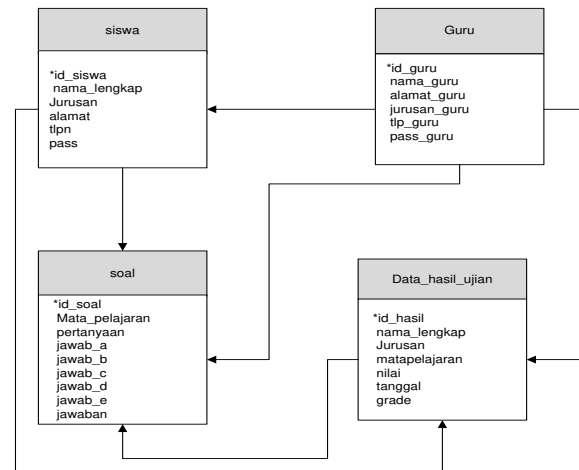 siswa
*id_siswa
nama_lengkap
Jurusan
alamat
tlpn
pass
Guru
*id_guru
nama_guru
alamat_guru
jurusan_guru
tlp_guru
pass_guru
soal
*id_soal
Mata_pelajaran
pertanyaan
jawab_a
jawab_b
jawab_c
jawab_d
jawab_e
jawaban
Data_hasil_ujian
*id_hasil
nama_lengkap
Jurusan
matapelajaran
nilai
tanggal
grade